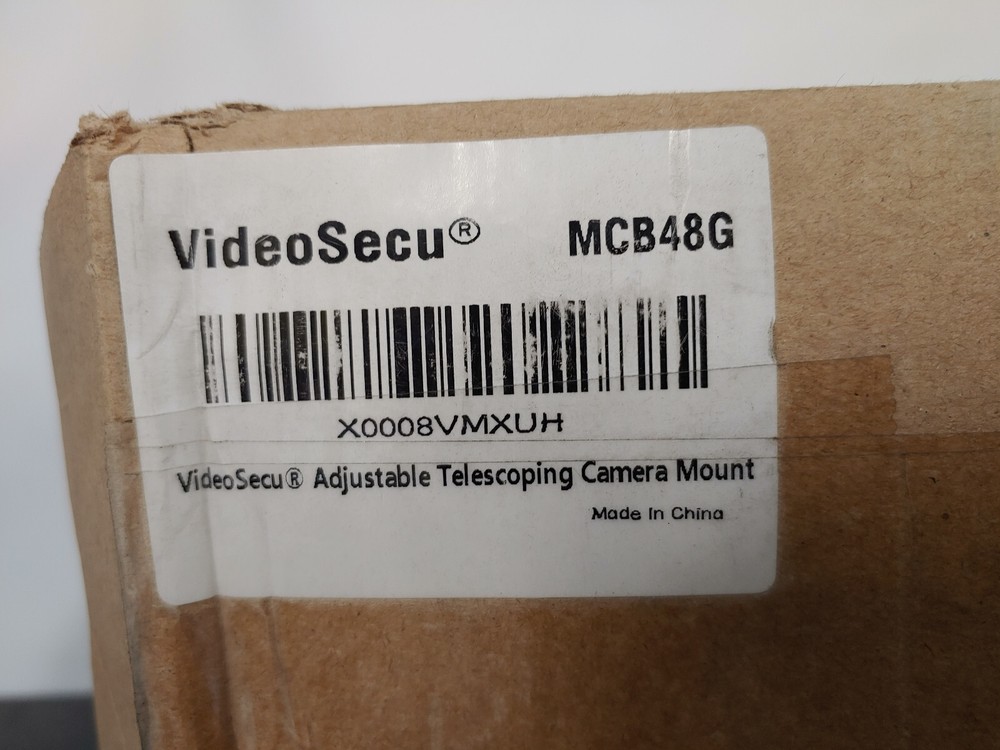 VideoSecu® MCB48G
X0008VMXUH
VideoSecu® Adjustable Telescoping Camera Mount
Made In China